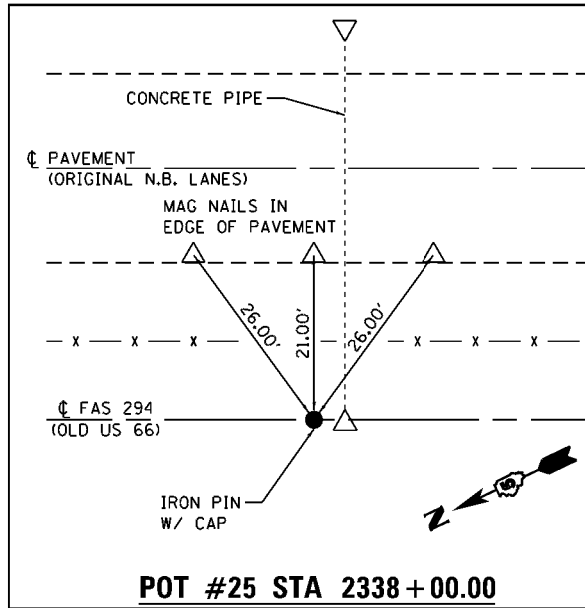 CONCRETE PIPE
℄ PAVEMENT
(ORIGINAL N.B. LANES)
MAG NAILS IN
EDGE OF PAVEMENT
26.00'
21.00'
26.00'
x x x x x x
℄ FAS 294
(OLD US 66)
IRON PIN
W/ CAP
N
POT #25 STA 2338+00.00